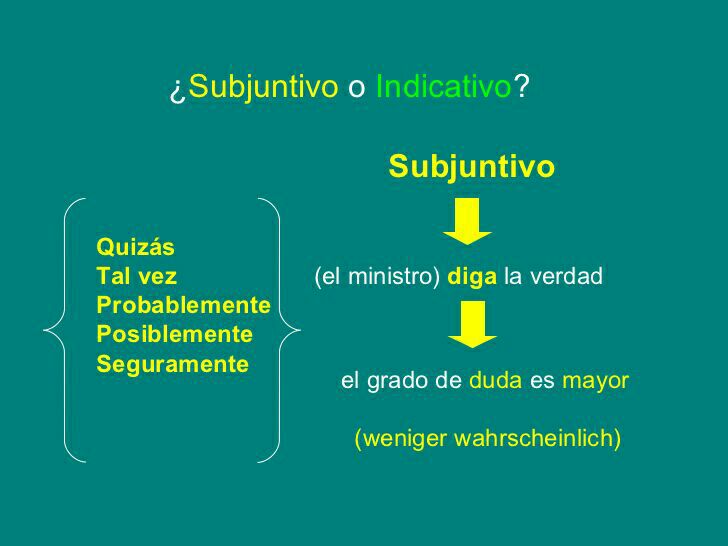 ¿Subjuntivo o Indicativo?
Subjuntivo
Quizás
Tal vez
Probablemente
Posiblemente
Seguramente
(el ministro) diga la verdad
el grado de duda es mayor
(weniger wahrscheinlich)